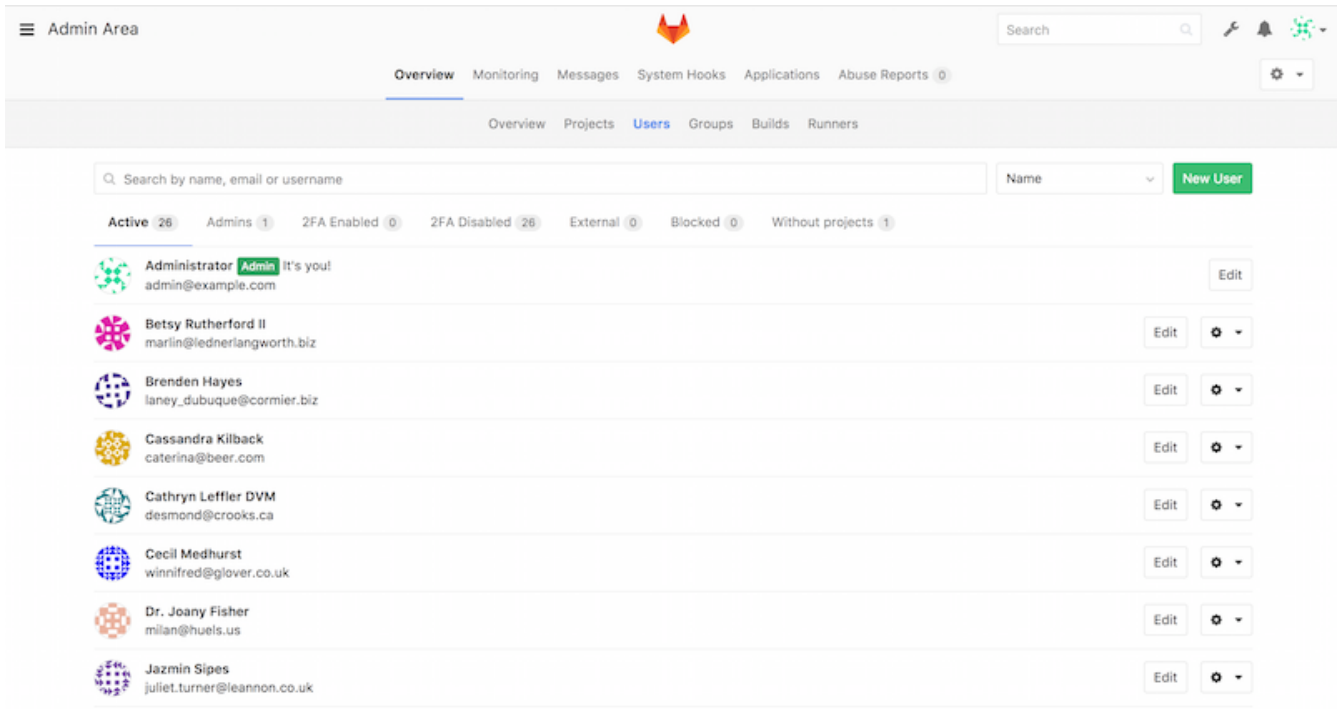 Admin Area
Search
Overview Monitoring Messages System Hooks Applications Abuse Reports 0
Overview Projects Users Groups Builds Runners
Search by name, email or username
Name
New User
Active 26 Admins 1 2FA Enabled 0 2FA Disabled 26 External 0 Blocked 0 Without projects 1
Administrator Admin It's you!
admin@example.com
Edit
Betsy Rutherford II
marlin@lednerlangworth.biz
Edit
Brenden Hayes
laney_dubuque@cormier.biz
Edit
Cassandra Kilback
caterina@beer.com
Edit
Cathryn Leffler DVM
desmond@crooks.ca
Edit
Cecil Medhurst
winnifred@glover.co.uk
Edit
Dr. Joany Fisher
milan@huels.us
Edit
Jazmin Sipes
juliet.turner@leannon.co.uk
Edit